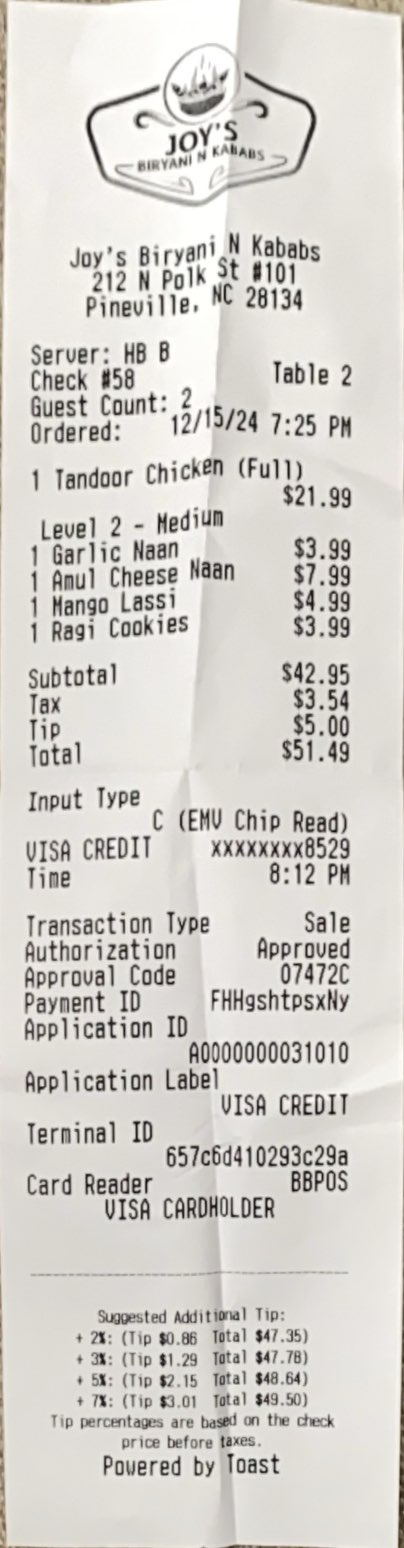 JOY'S
BIRYANI N KABABS
Joy's Biryani N Kababs
212 N Polk St #101
Pineville, NC 28134
Server: HB B
Check #58 Table 2
Guest Count: 2
Ordered: 12/15/24 7:25 PM
1 Tandoor Chicken (Full)
$21.99
Level 2 - Medium
1 Garlic Naan $3.99
1 Amul Cheese Naan $7.99
1 Mango Lassi $4.99
1 Ragi Cookies $3.99
Subtotal $42.95
Tax $3.54
Tip $5.00
Total $51.49
Input Type
C (EMV Chip Read)
VISA CREDIT xxxxxxxx8529
Time 8:12 PM
Transaction Type Sale
Authorization Approved
Approval Code 07472C
Payment ID FHHgshtpsxNy
Application ID
A0000000031010
Application Label
VISA CREDIT
Terminal ID
657c6d410293c29a
Card Reader BBPOS
VISA CARDHOLDER
Suggested Additional Tip:
+ 2%: (Tip $0.86 Total $47.35)
+ 3%: (Tip $1.29 Total $47.78)
+ 5%: (Tip $2.15 Total $48.64)
+ 7%: (Tip $3.01 Total $49.50)
Tip percentages are based on the check
price before taxes.
Powered by Toast